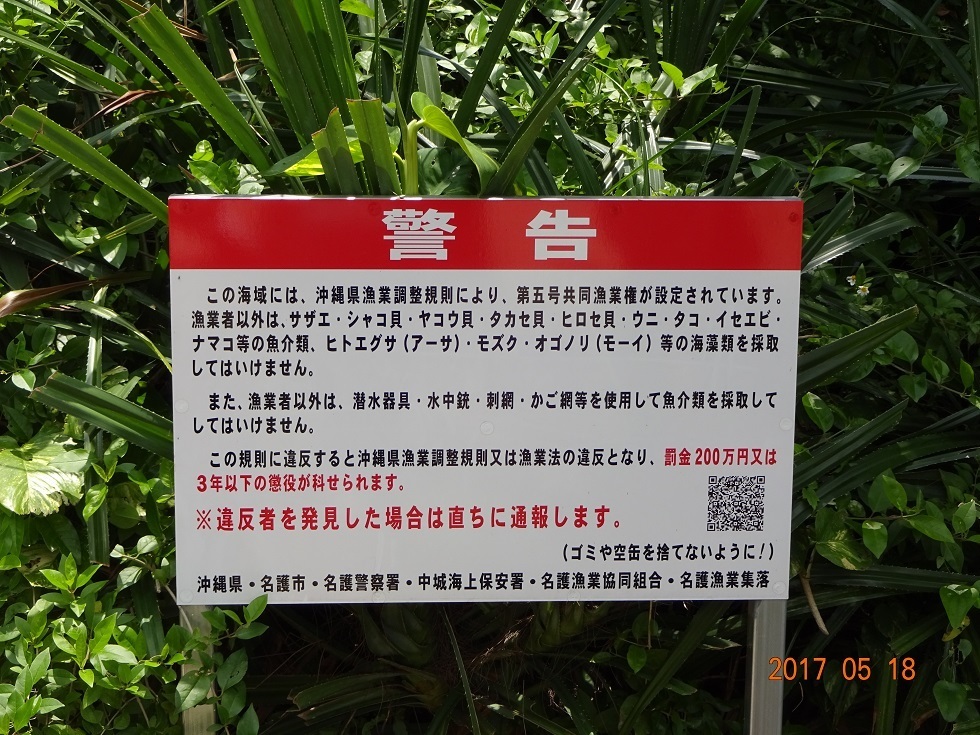 警告
この海域には、沖縄県漁業調整規則により、第五号共同漁業権が設定されています。
漁業者以外は、サザエ・シャコ貝・ヤコウ貝・タカセ貝・ヒロセ貝・ウニ・タコ・イセエビ・
ナマコ等の魚介類、ヒトエグサ（アーサ）・モズク・オゴノリ（モーイ）等の海藻類を採取
してはいけません。
また、漁業者以外は、潜水器具・水中銃・刺網・かご網等を使用して魚介類を採取して
してはいけません。
この規則に違反すると沖縄県漁業調整規則又は漁業法の違反となり、罰金200万円又は
3年以下の懲役が科せられます。
※違反者を発見した場合は直ちに通報します。
（ゴミや空缶を捨てないように！）
沖縄県・名護市・名護警察署・中城海上保安署・名護漁業協同組合・名護漁業集落
2017 05 18